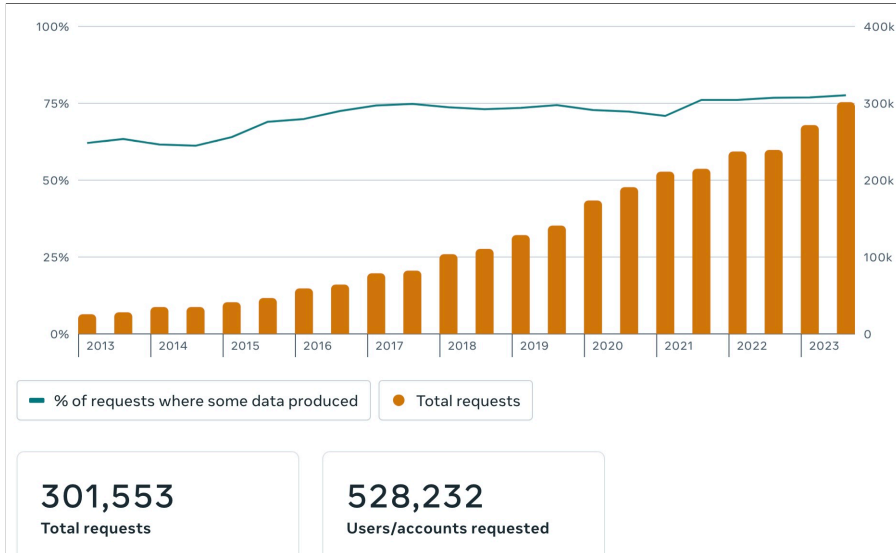 100%
400k
75%
300k
50%
200k
25%
100k
0%
0
2013 2014 2015 2016 2017 2018 2019 2020 2021 2022 2023
% of requests where some data produced
Total requests
301,553
Total requests
528,232
Users/accounts requested